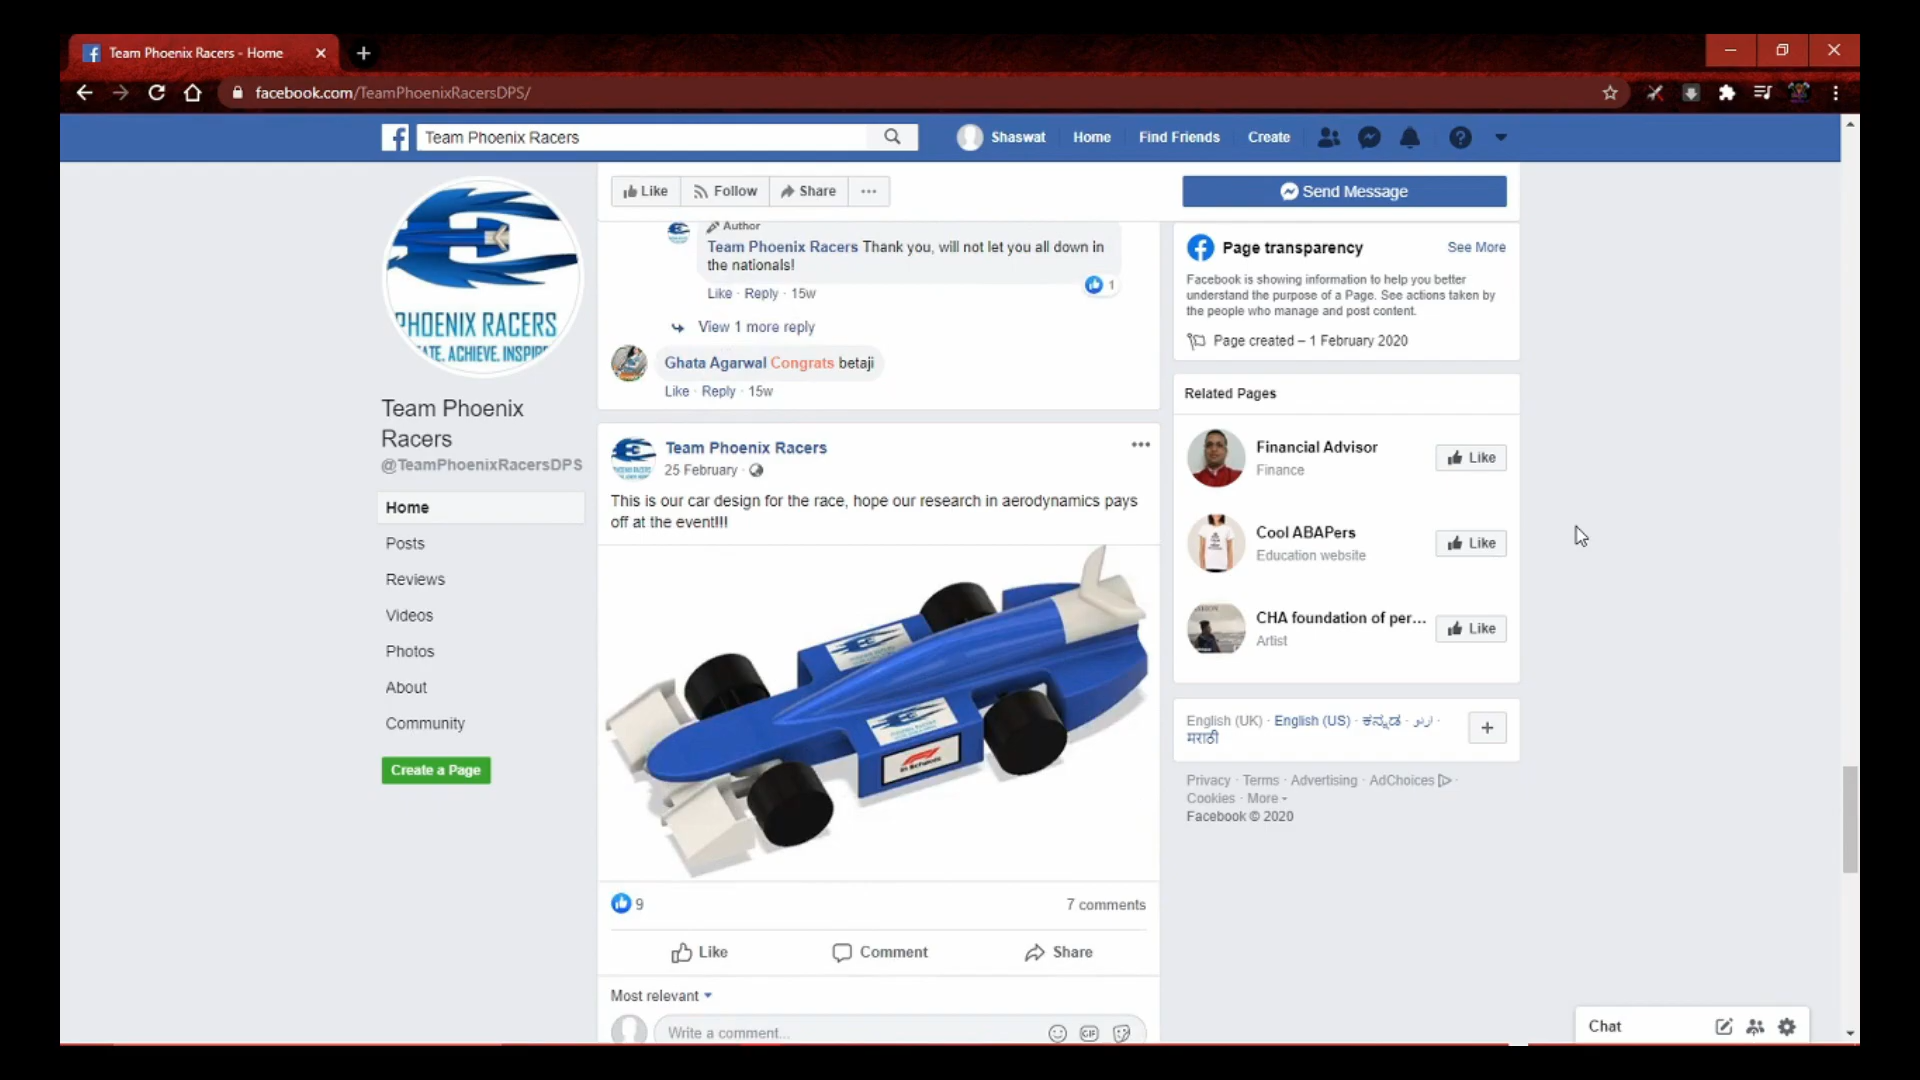 Team Phoenix Racers - Home
facebook.com/TeamPhoenixRacersDPS/
Team Phoenix Racers
Shaswat
Home
Find Friends
Create
PHOENIX RACERS
Team Phoenix
Racers
@TeamPhoenixRacersDPS
Home
Posts
Reviews
Videos
Photos
About
Community
Create a Page
Like
Follow
Share
Send Message
Author
Team Phoenix Racers Thank you, will not let you all down in
the nationals!
1
Like · Reply · 15w
View 1 more reply
Ghata Agarwal Congrats betaji
Like · Reply · 15w
Team Phoenix Racers
25 February ·
This is our car design for the race, hope our research in aerodynamics pays
off at the event!!!
in Schools
9
7 comments
Like
Comment
Share
Most relevant
Write a comment...
GIF
Page transparency
See More
Facebook is showing information to help you better
understand the purpose of a Page. See actions taken by
the people who manage and post content.
Page created – 1 February 2020
Related Pages
Financial Advisor
Like
Finance
Cool ABAPers
Like
Education website
CHA foundation of per...
Like
Artist
English (UK) · English (US) · ಕನ್ನಡ · اردو ·
मराठी
Privacy · Terms · Advertising · AdChoices ·
Cookies · More
Facebook © 2020
Chat